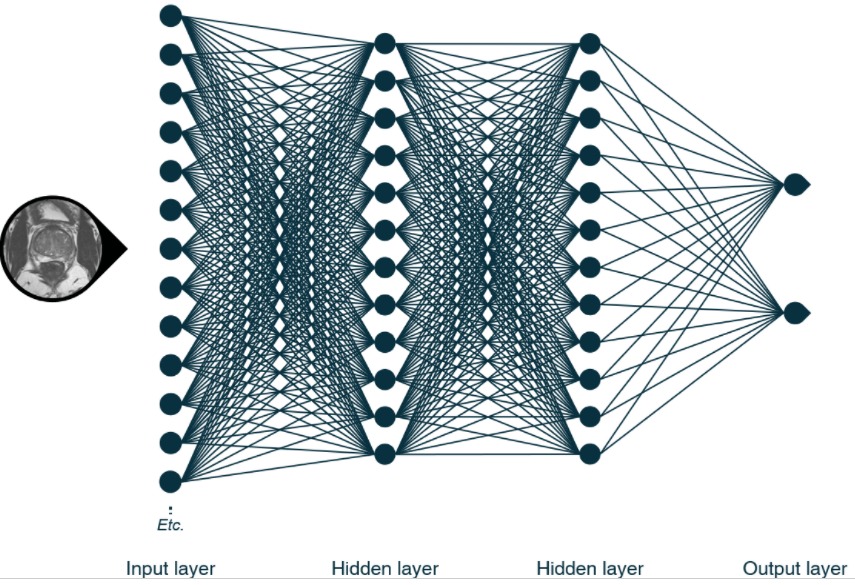 Etc.
Input layer
Hidden layer
Hidden layer
Output layer